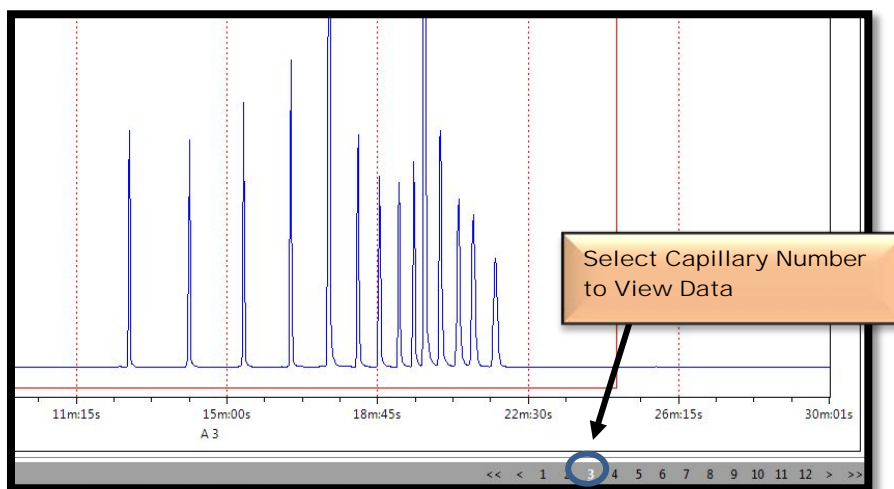 Select Capillary Number
to View Data
11m:15s 15m:00s 18m:45s 22m:30s 26m:15s 30m:01s
A 3
<< < 1 2 3 4 5 6 7 8 9 10 11 12 > >>